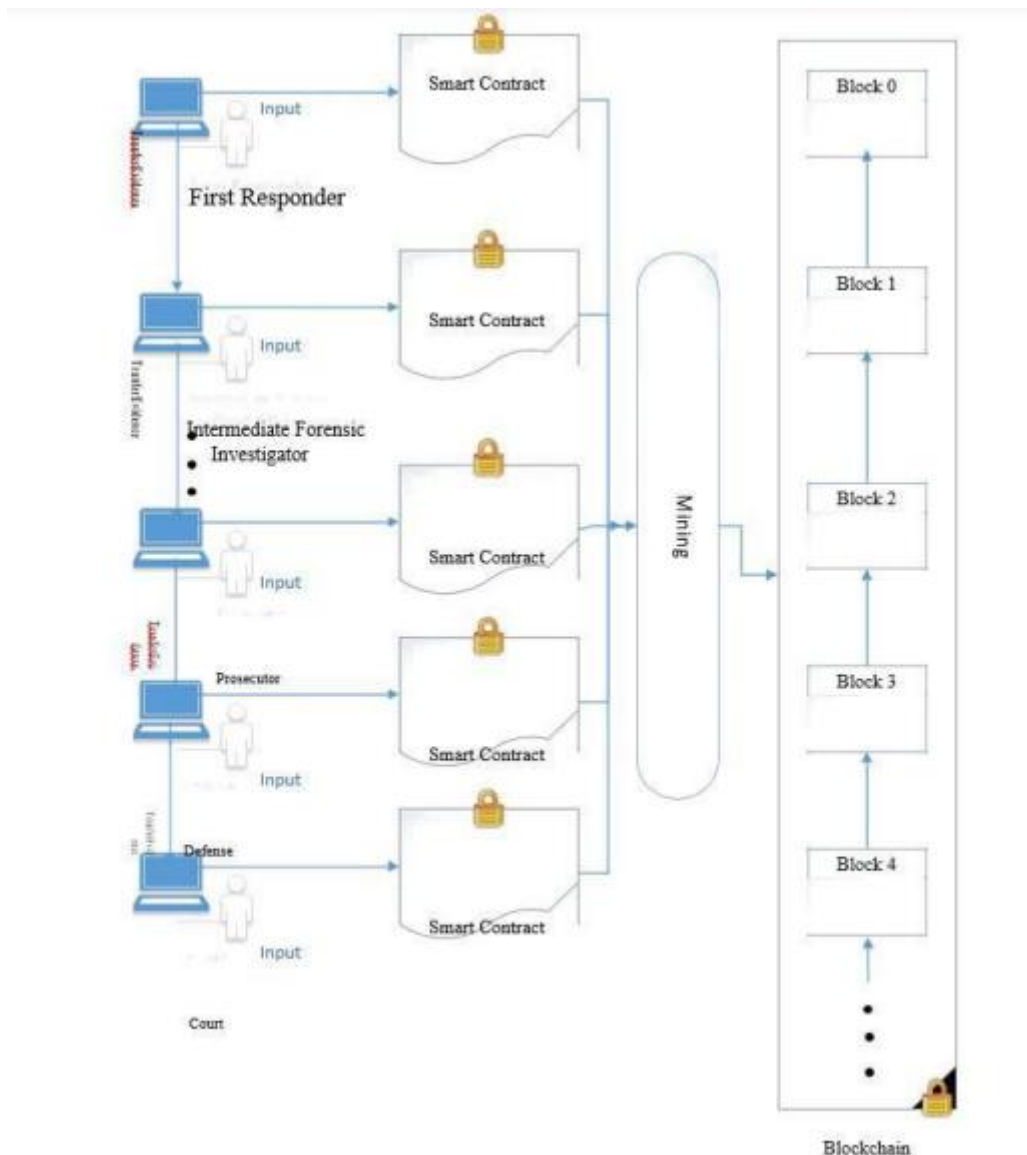 Smart Contract
Block 0
Input
First Responder
Block 1
Smart Contract
Input
Intermediate Forensic
Investigator
Block 2
Smart Contract
Mining
Input
Prosecutor
Block 3
Smart Contract
Input
Defense
Block 4
Smart Contract
Input
Court
Blockchain